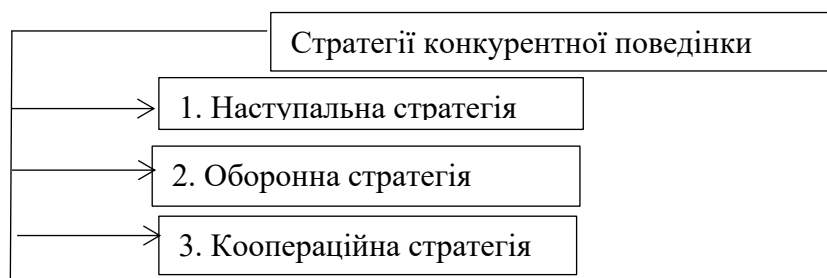 Стратегії конкурентної поведінки
1. Наступальна стратегія
2. Оборонна стратегія
3. Коопераційна стратегія